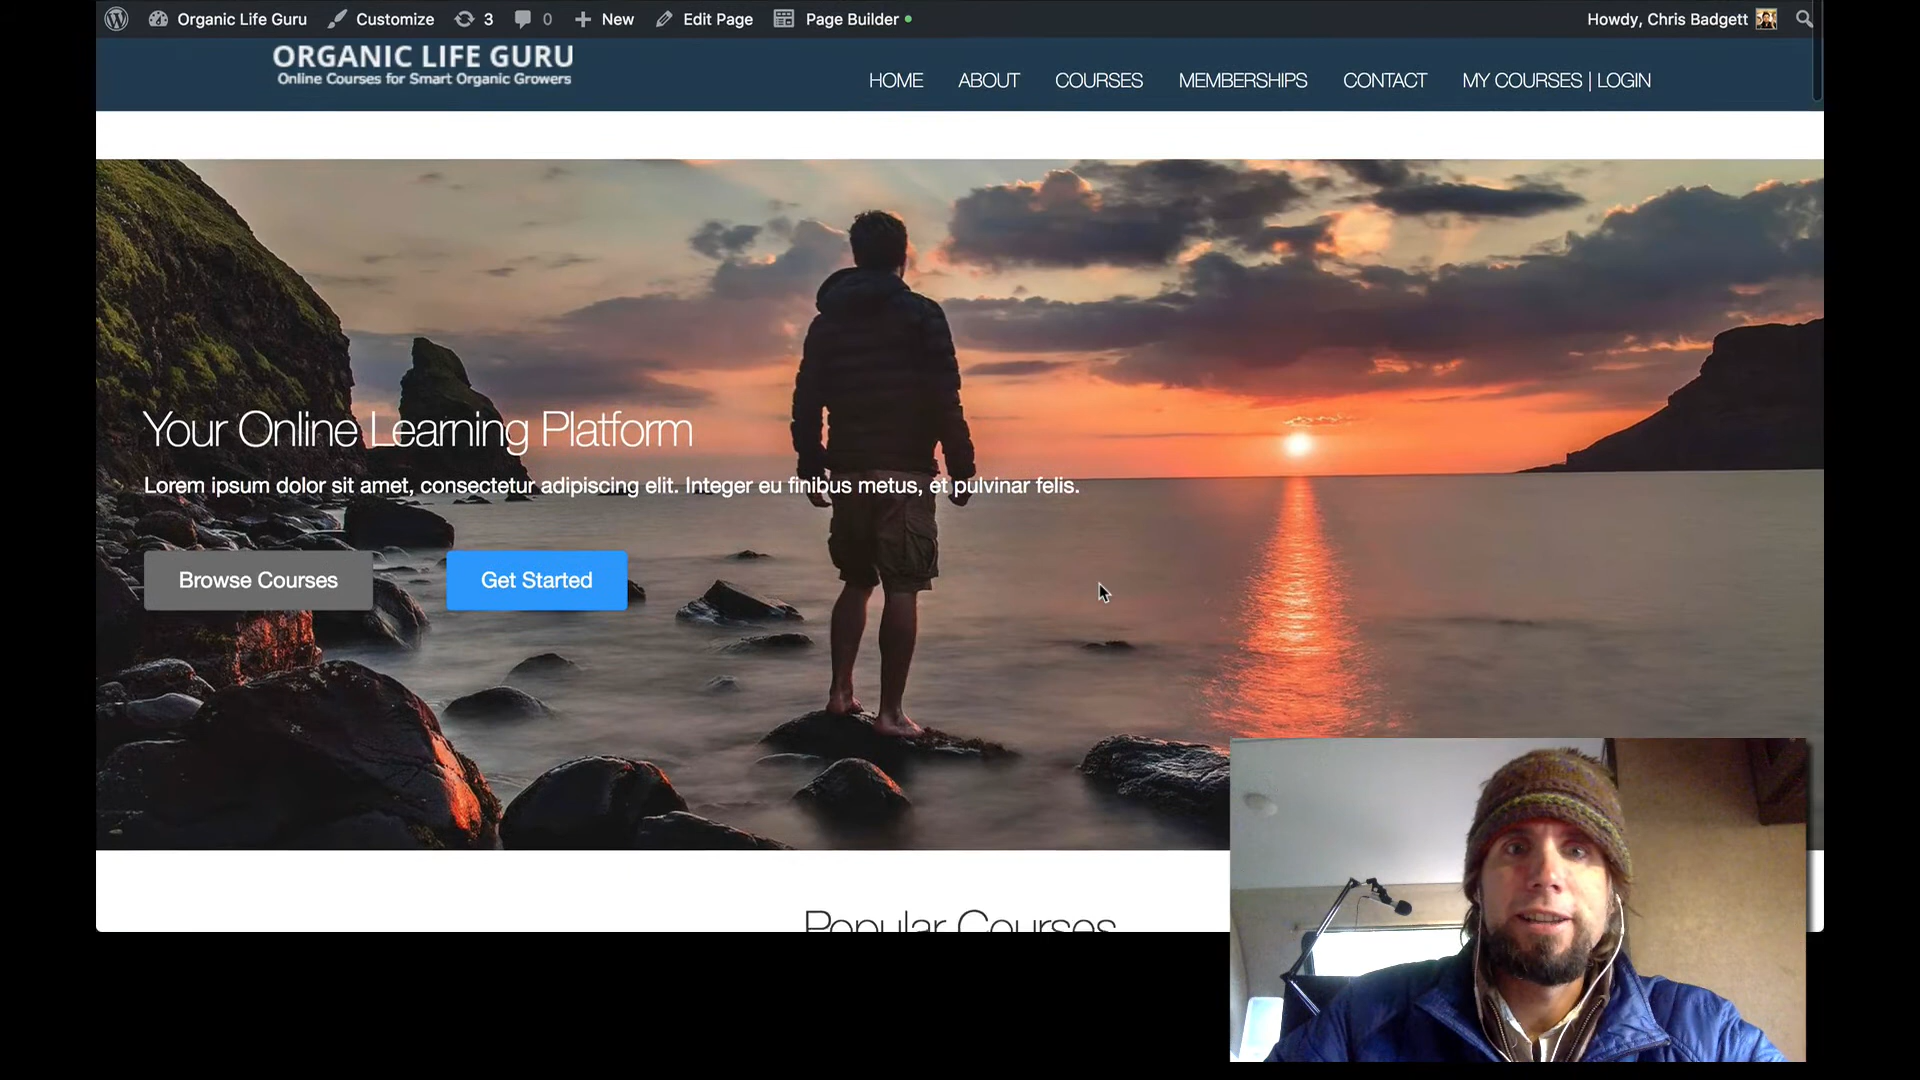 Organic Life Guru Customize 3 0 New Edit Page Page Builder Howdy, Chris Badgett
ORGANIC LIFE GURU
Online Courses for Smart Organic Growers
HOME ABOUT COURSES MEMBERSHIPS CONTACT MY COURSES | LOGIN
Your Online Learning Platform
Lorem ipsum dolor sit amet, consectetur adipiscing elit. Integer eu finibus metus, et pulvinar felis.
Browse Courses Get Started
Popular Courses